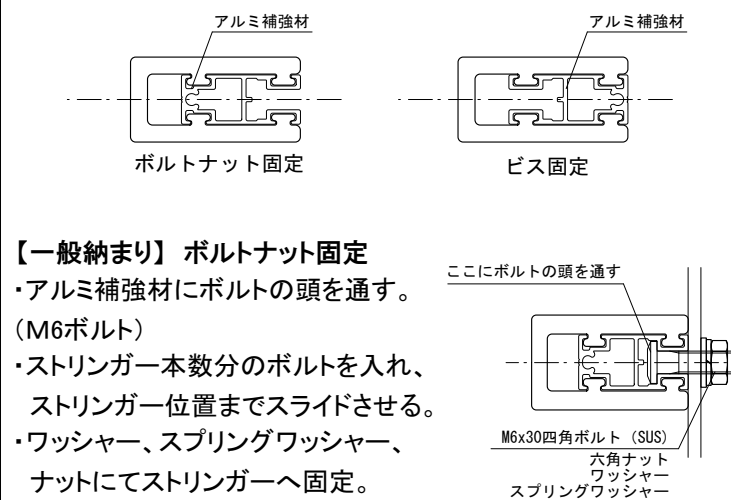 アルミ補強材
アルミ補強材
ボルトナット固定
ビス固定
【一般納まり】 ボルトナット固定
・アルミ補強材にボルトの頭を通す。
(M6ボルト)
・ストリンガー本数分のボルトを入れ、
ストリンガー位置までスライドさせる。
・ワッシャー、スプリングワッシャー、
ナットにてストリンガーへ固定。
ここにボルトの頭を通す
M6x30四角ボルト (SUS)
六角ナット
ワッシャー
スプリングワッシャー